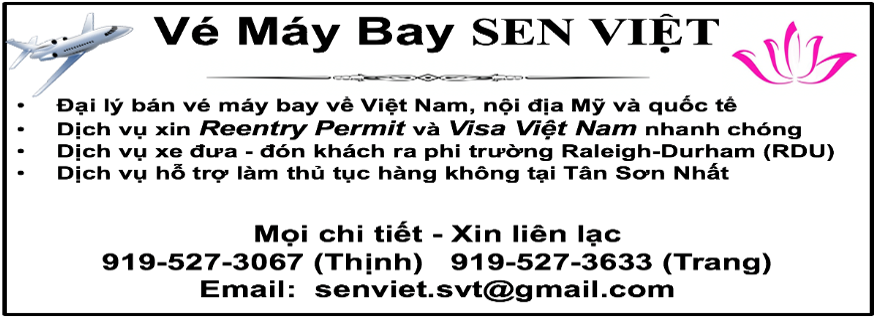 Vé Máy Bay SEN VIỆT
• Đại lý bán vé máy bay về Việt Nam, nội địa Mỹ và quốc tế
• Dịch vụ xin Reentry Permit và Visa Việt Nam nhanh chóng
• Dịch vụ xe đưa - đón khách ra phi trường Raleigh-Durham (RDU)
• Dịch vụ hỗ trợ làm thủ tục hàng không tại Tân Sơn Nhất
Mọi chi tiết - Xin liên lạc
919-527-3067 (Thịnh) 919-527-3633 (Trang)
Email: senviet.svt@gmail.com